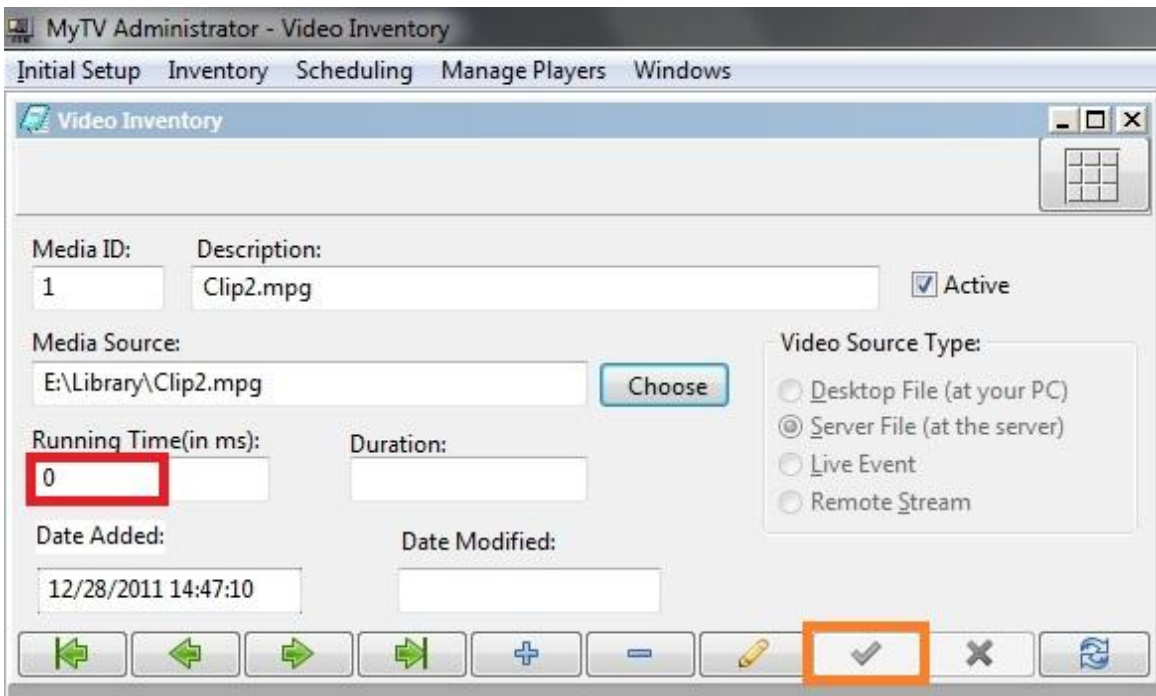 MyTV Administrator - Video Inventory
Initial Setup Inventory Scheduling Manage Players Windows
Video Inventory
Media ID: Description:
1 Clip2.mpg Active
Media Source: Video Source Type:
E:\Library\Clip2.mpg Choose Desktop File (at your PC)
Server File (at the server)
Running Time(in ms): Duration:
Live Event
0
Remote Stream
Date Added: Date Modified:
12/28/2011 14:47:10